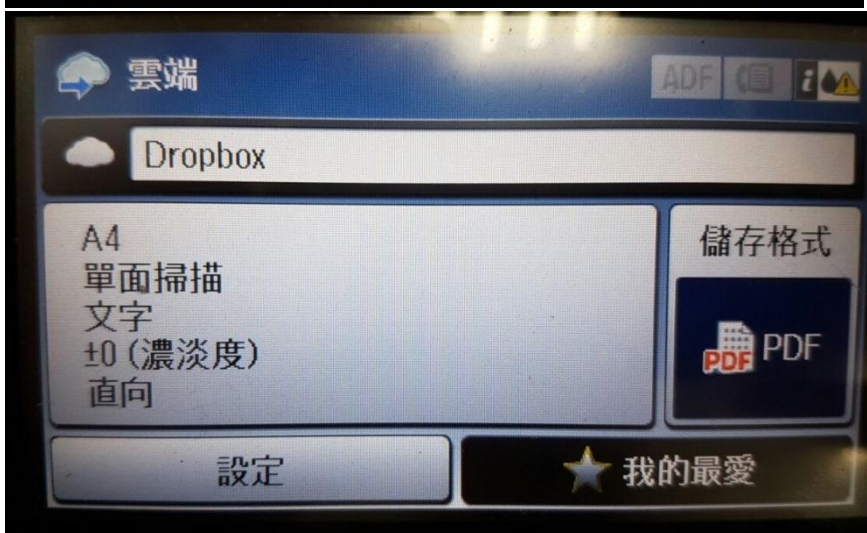 雲端
ADF
i
Dropbox
A4
單面掃描
文字
±0 (濃淡度)
直向
儲存格式
PDF PDF
設定
我的最愛